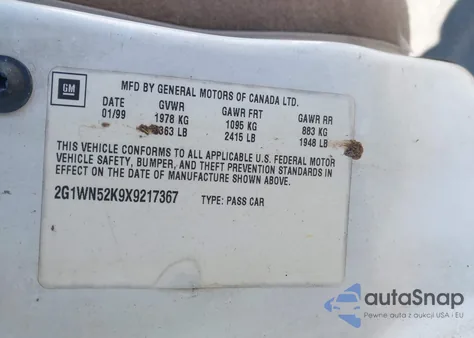 GM
MFD BY GENERAL MOTORS OF CANADA LTD.
DATE GVWR GAWR FRT GAWR RR
01/99 1978 KG 1095 KG 883 KG
363 LB 2415 LB 1948 LB
THIS VEHICLE CONFORMS TO ALL APPLICABLE U.S. FEDERAL MOTOR
VEHICLE SAFETY, BUMPER, AND THEFT PREVENTION STANDARDS IN
EFFECT ON THE DATE OF MANUFACTURE SHOWN ABOVE.
2G1WN52K9X9217367 TYPE: PASS CAR
autoSnap
Pewne auta z aukcji USA i EU